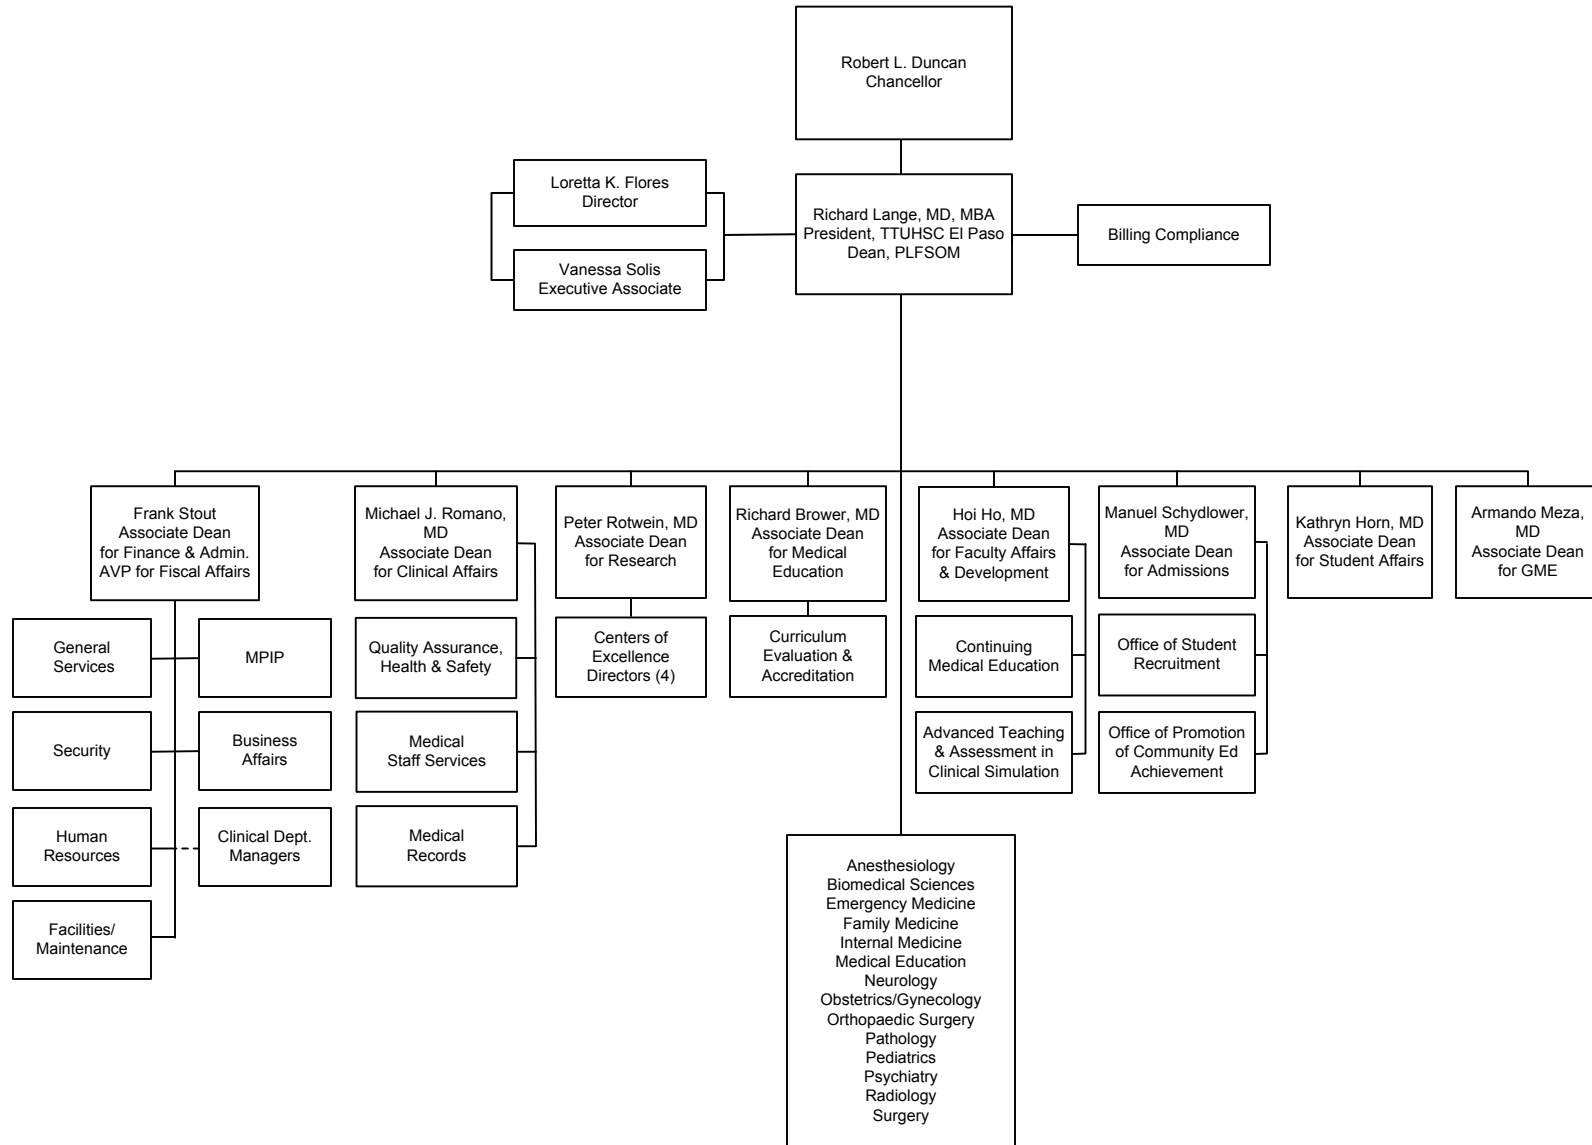 Robert L. Duncan
Chancellor
Loretta K. Flores
Director
Richard Lange, MD, MBA
President, TTUHSC El Paso
Dean, PLFSOM
Billing Compliance
Vanessa Solis
Executive Associate
Frank Stout
Associate Dean
for Finance & Admin.
AVP for Fiscal Affairs
Michael J. Romano,
MD
Associate Dean
for Clinical Affairs
Peter Rotwein, MD
Associate Dean
for Research
Richard Brower, MD
Associate Dean
for Medical
Education
Hoi Ho, MD
Associate Dean
for Faculty Affairs
& Development
Manuel Schydlower,
MD
Associate Dean
for Admissions
Kathryn Horn, MD
Associate Dean
for Student Affairs
Armando Meza,
MD
Associate Dean
for GME
General
Services
MPIP
Quality Assurance,
Health & Safety
Centers of
Excellence
Directors (4)
Curriculum
Evaluation &
Accreditation
Continuing
Medical Education
Office of Student
Recruitment
Security
Business
Affairs
Medical
Staff Services
Advanced Teaching
& Assessment in
Clinical Simulation
Office of Promotion
of Community Ed
Achievement
Human
Resources
Clinical Dept.
Managers
Medical
Records
Facilities/
Maintenance
Anesthesiology
Biomedical Sciences
Emergency Medicine
Family Medicine
Internal Medicine
Medical Education
Neurology
Obstetrics/Gynecology
Orthopaedic Surgery
Pathology
Pediatrics
Psychiatry
Radiology
Surgery